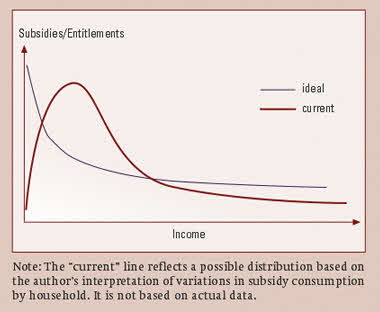 Subsidies/Entitlements
ideal
current
Income
Note: The “current” line reflects a possible distribution based on
the author’s interpretation of variations in subsidy consumption
by household. It is not based on actual data.